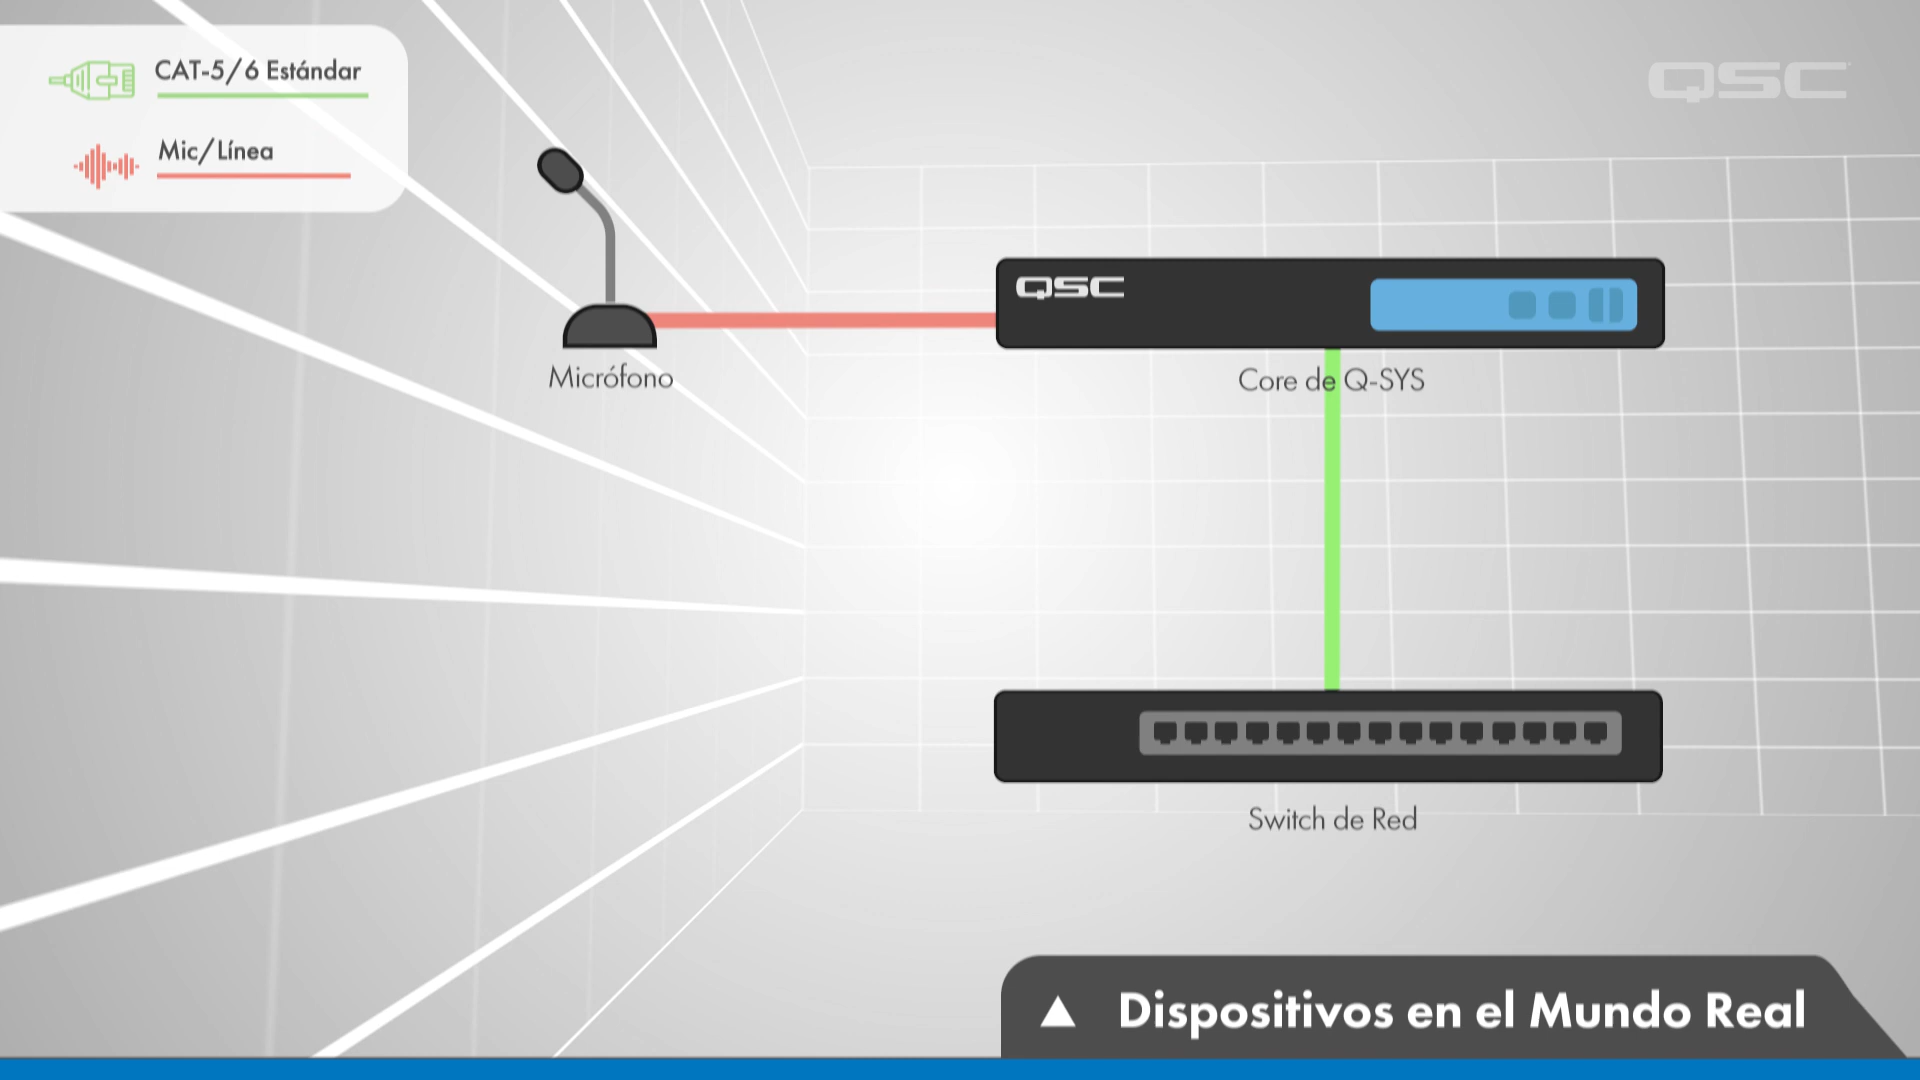 CAT-5/6 Estándar
Mic/Línea
QSC
QSC
Micrófono
Core de Q-SYS
Switch de Red
Dispositivos en el Mundo Real